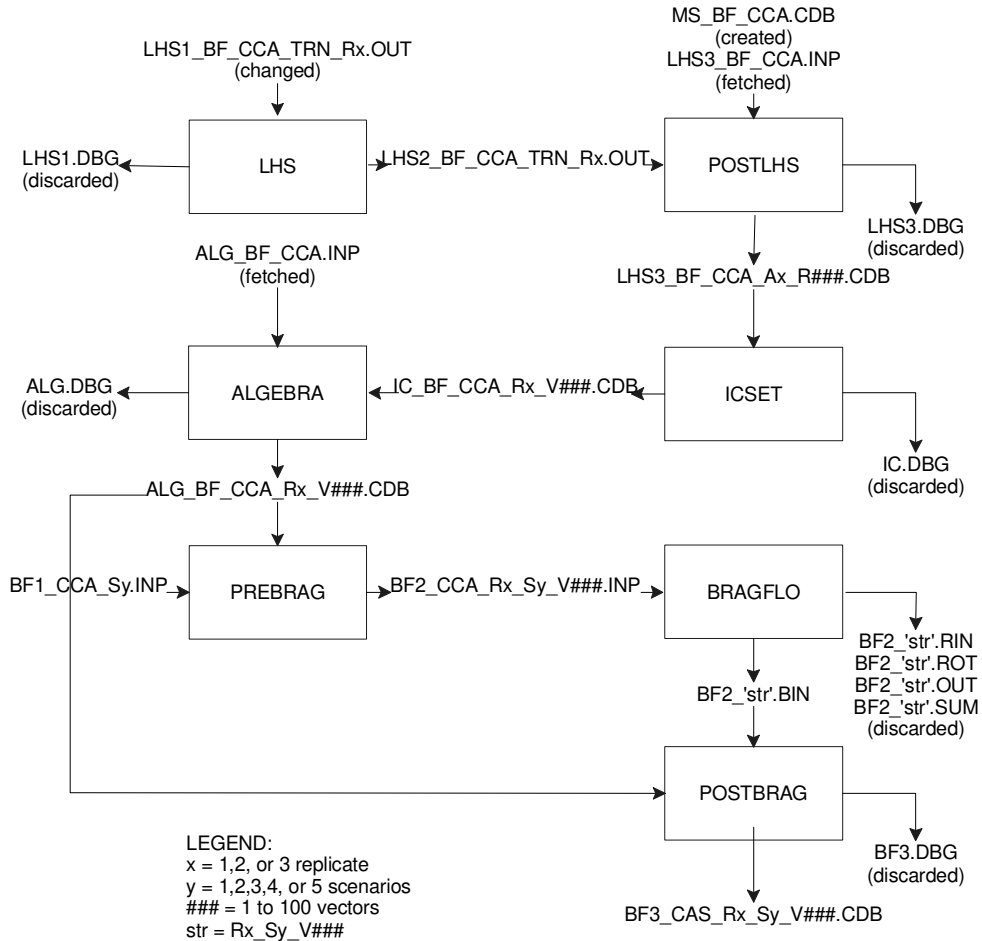 MS_BF_CCA.CDB
(created)
LHS1_BF_CCA_TRN_Rx.OUT
(changed)
LHS3_BF_CCA.INP
(fetched)
LHS1.DBG
(discarded)
LHS
LHS2_BF_CCA_TRN_Rx.OUT
POSTLHS
LHS3.DBG
(discarded)
ALG_BF_CCA.INP
(fetched)
LHS3_BF_CCA_Ax_R###.CDB
ALG.DBG
(discarded)
ALGEBRA
IC_BF_CCA_Rx_V###.CDB
ICSET
IC.DBG
(discarded)
ALG_BF_CCA_Rx_V###.CDB
BF1_CCA_Sy.INP
PREBRAG
BF2_CCA_Rx_Sy_V###.INP
BRAGFLO
BF2_'str'.RIN
BF2_'str'.ROT
BF2_'str'.OUT
BF2_'str'.SUM
(discarded)
BF2_'str'.BIN
POSTBRAG
BF3.DBG
(discarded)
LEGEND:
x = 1,2, or 3 replicate
y = 1,2,3,4, or 5 scenarios
### = 1 to 100 vectors
str = Rx_Sy_V###
BF3_CAS_Rx_Sy_V###.CDB